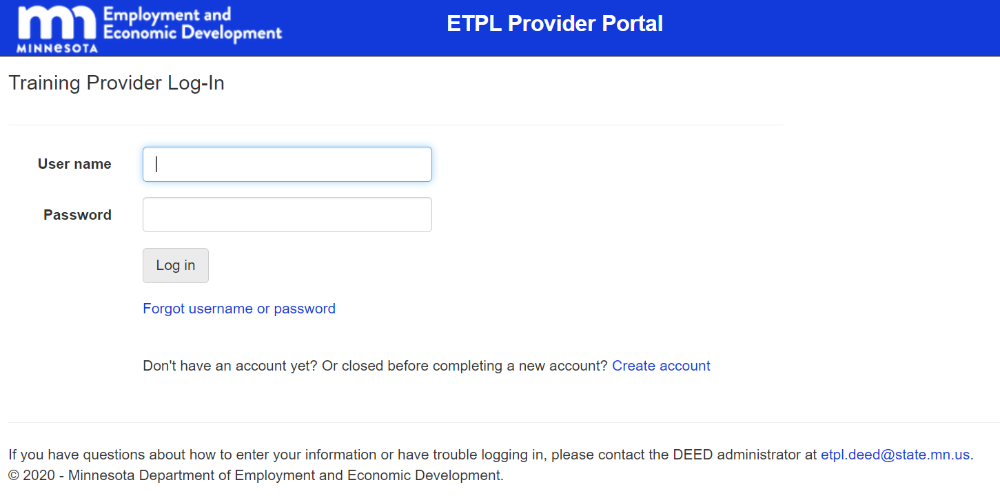 Employment and
Economic Development
MINNESOTA
ETPL Provider Portal
Training Provider Log-In
User name
Password
Log in
Forgot username or password
Don't have an account yet? Or closed before completing a new account? Create account
If you have questions about how to enter your information or have trouble logging in, please contact the DEED administrator at etpl.deed@state.mn.us.
© 2020 - Minnesota Department of Employment and Economic Development.